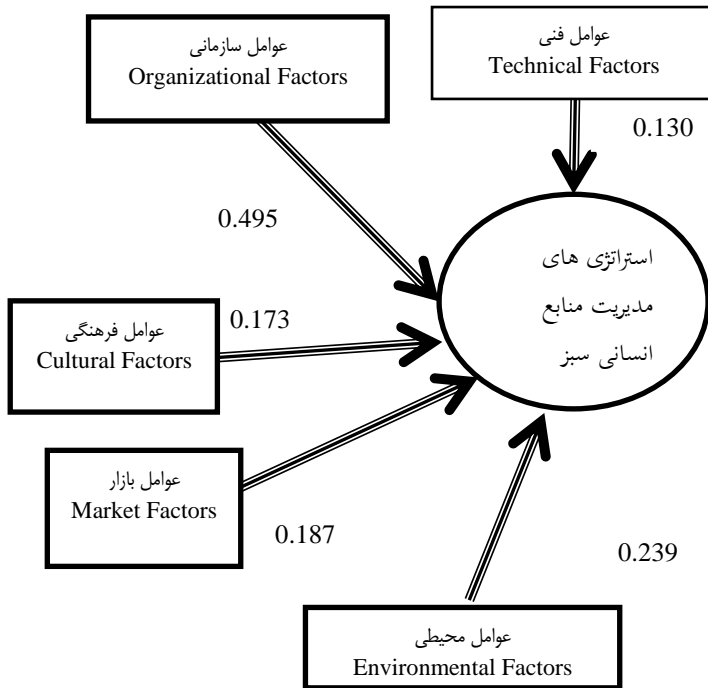 عوامل سازمانی
Organizational Factors
عوامل فنی
Technical Factors
0.130
0.495
استراتژی های
مدیریت منابع
انسانی سبز
عوامل فرهنگی
Cultural Factors
0.173
عوامل بازار
Market Factors
0.187
0.239
عوامل محیطی
Environmental Factors